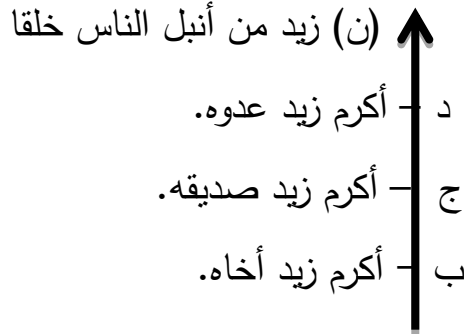 (ن) زيد من أنبل الناس خلقا
د أكرم زيد عدوه.
ج أكرم زيد صديقه.
ب أكرم زيد أخاه.